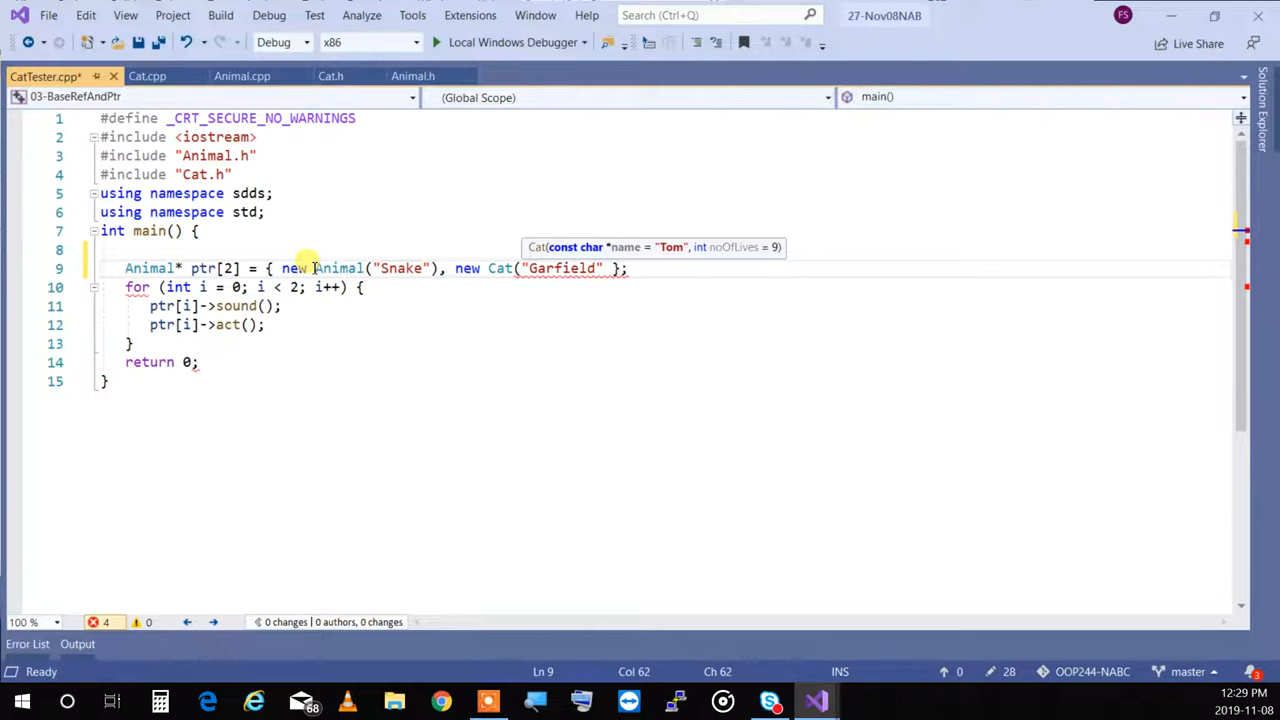 File Edit View Project Build Debug Test Analyze Tools Extensions Window Help Search (Ctrl+Q) 27-Nov08NAB FS
Debug x86 Local Windows Debugger Live Share
CatTester.cpp* Cat.cpp Animal.cpp Cat.h Animal.h
03-BaseRefAndPtr (Global Scope) main()
1 #define _CRT_SECURE_NO_WARNINGS
2 #include <iostream>
3 #include "Animal.h"
4 #include "Cat.h"
5 using namespace sdds;
6 using namespace std;
7 int main() {
8 Cat(const char *name = "Tom", int noOfLives = 9)
9 Animal* ptr[2] = { new Animal("Snake"), new Cat("Garfield" };
10 for (int i = 0; i < 2; i++) {
11 ptr[i]->sound();
12 ptr[i]->act();
13 }
14 return 0;
15 }
Solution Explorer
100 % 4 0 0 changes | 0 authors, 0 changes
Error List Output
Ready Ln 9 Col 62 Ch 62 INS 0 28 OOP244-NABC master 3
68 12:29 PM
2019-11-08